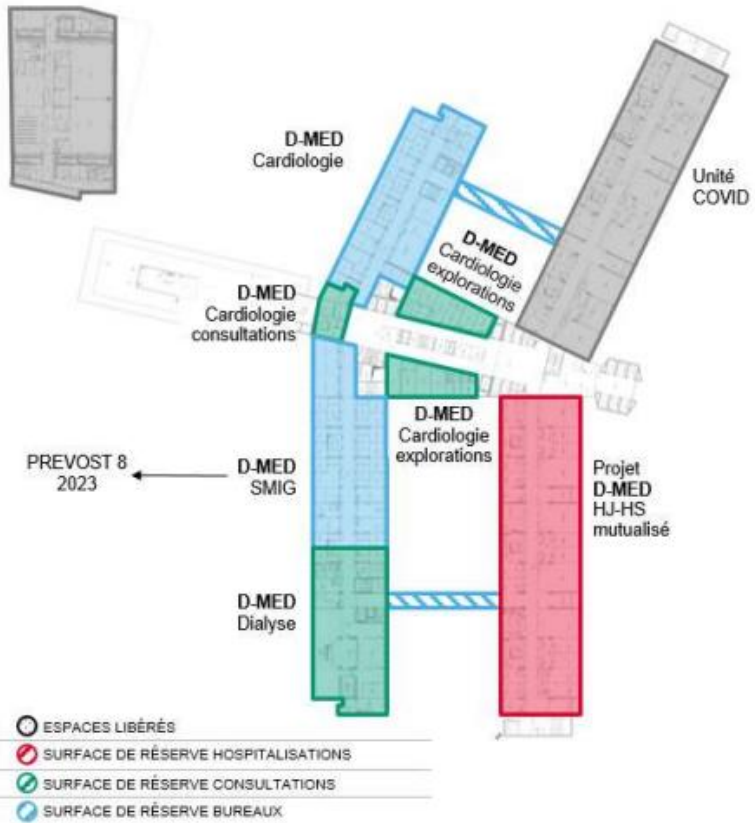 D-MED
Cardiologie
Unité
COVID
D-MED
Cardiologie
explorations
D-MED
Cardiologie
consultations
D-MED
Cardiologie
explorations
PREVOST 8
2023
D-MED
SMIG
Projet
D-MED
HJ-HS
mutualisé
D-MED
Dialyse
ESPACES LIBÉRÉS
SURFACE DE RÉSERVE HOSPITALISATIONS
SURFACE DE RÉSERVE CONSULTATIONS
SURFACE DE RÉSERVE BUREAUX